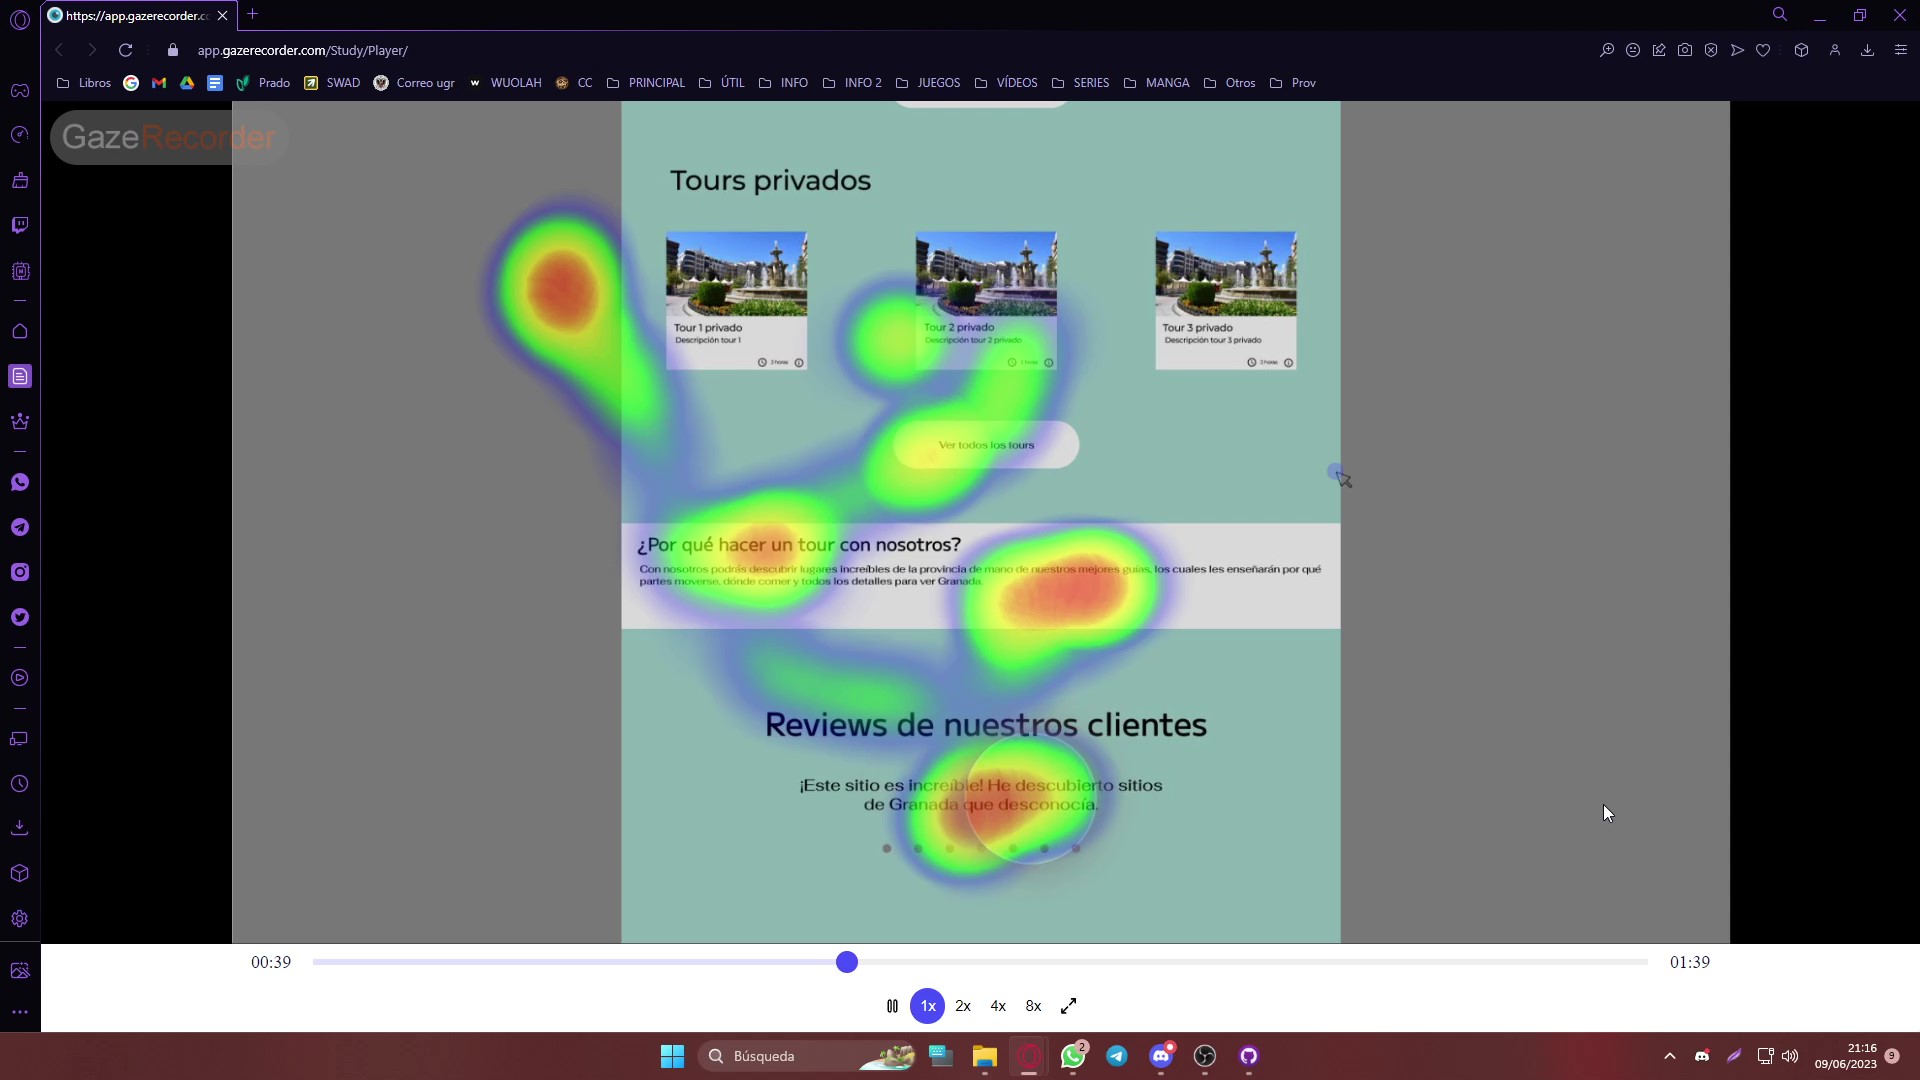 https://app.gazerecorder.co
app.gazerecorder.com/Study/Player/
Libros
Prado
SWAD
Correo ugr
WUOLAH
CC
PRINCIPAL
ÚTIL
INFO
INFO 2
JUEGOS
VÍDEOS
SERIES
MANGA
Otros
Prov
GazeRecorder
Tours privados
Tour 1 privado
Descripción tour 1
2 horas
Tour 2 privado
Descripción tour 2 privado
Tour 3 privado
Descripción tour 3 privado
2 horas
Ver todos los tours
¿Por qué hacer un tour con nosotros?
Con nosotros podrás descubrir lugares increíbles de la provincia de mano de nuestros mejores guías, los cuales les enseñarán por qué
partes moverse, dónde comer y todos los detalles para ver Granada.
Reviews de nuestros clientes
¡Este sitio es increíble! He descubierto sitios
de Granada que desconocía.
00:39
01:39
1x
2x
4x
8x
Búsqueda
2
21:16
09/06/2023
9